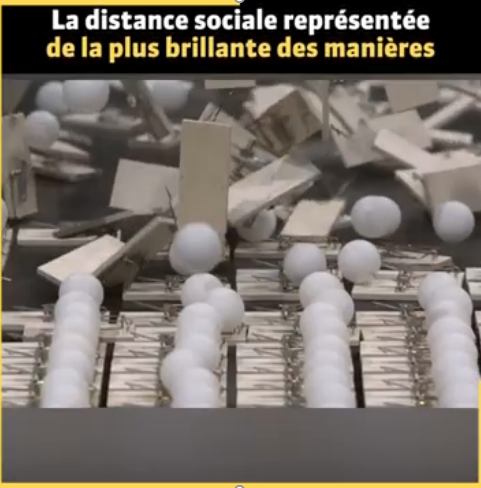 La distance sociale représentée
de la plus brillante des manières